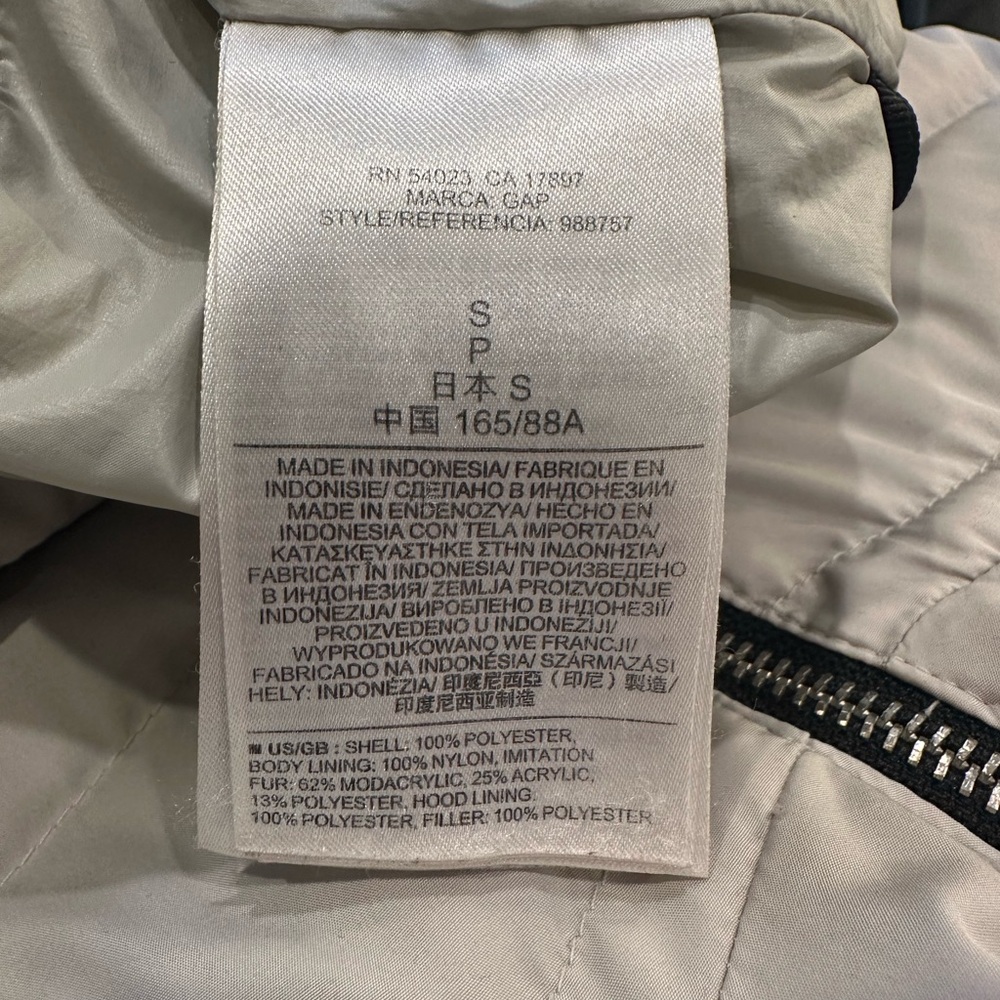 RN 54023 CA 17897
MARCA: GAP
STYLE/REFERENCIA: 988757
S
P
日本 S
中国 165/88A
MADE IN INDONESIA/ FABRIQUE EN
INDONISIE/ СДЕЛАНО В ИНДОНЕЗИИ/
MADE IN ENDENOZYA/ HECHO EN
INDONESIA CON TELA IMPORTADA/
ΚΑΤΑΣΚΕΥΑΣΤΗΚΕ ΣΤΗΝ ΙΝΔΟΝΗΣΙΑ/
FABRICAT ÎN INDONESIA/ ПРОИЗВЕДЕНО
В ИНДОНЕЗИЯ/ ZEMLJA PROIZVODNJE
INDONEZIJA/ ВИРОБЛЕНО В ІНДОНЕЗІЇ/
PROIZVEDENO U INDONEZIJI/
WYPRODUKOWANO WE FRANCJI/
FABRICADO NA INDONÉSIA/ SZÁRMAZÁSI
HELY: INDONÉZIA/ 印度尼西亞（印尼）製造/
印度尼西亚制造
US/GB : SHELL: 100% POLYESTER,
BODY LINING: 100% NYLON, IMITATION
FUR: 62% MODACRYLIC, 25% ACRYLIC,
13% POLYESTER, HOOD LINING:
100% POLYESTER, FILLER: 100% POLYESTER